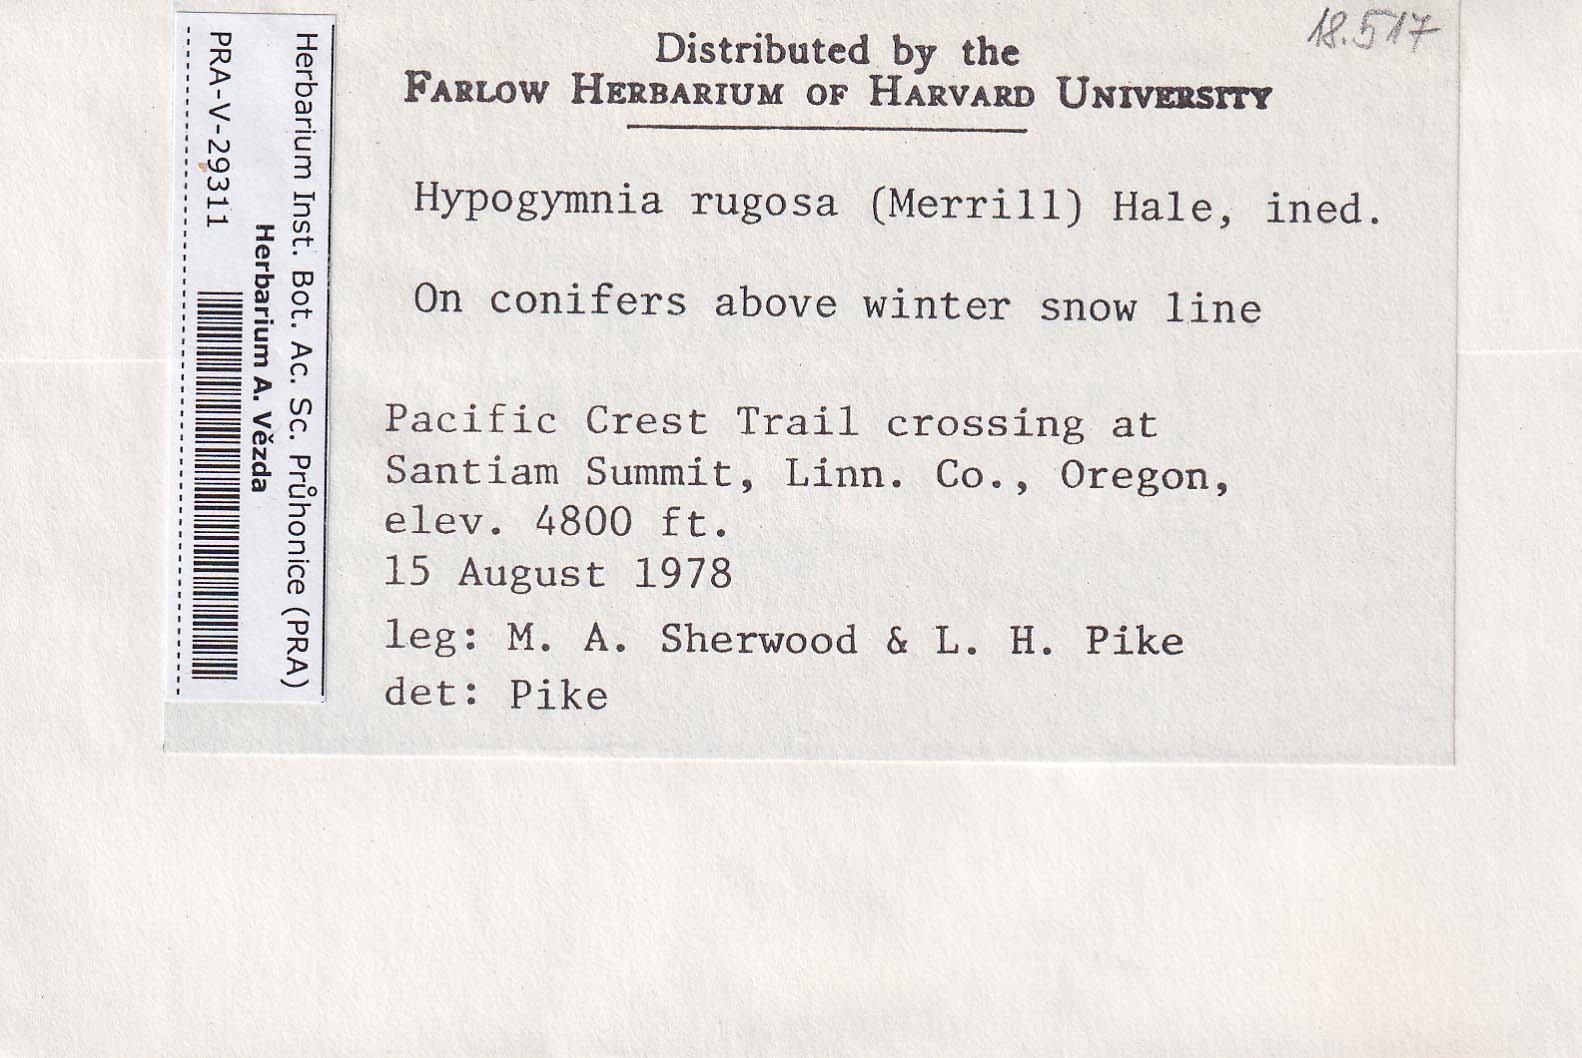 18.517
Distributed by the
FARLOW HERBARIUM OF HARVARD UNIVERSITY
Hypogymnia rugosa (Merrill) Hale, ined.
On conifers above winter snow line
Pacific Crest Trail crossing at
Santiam Summit, Linn. Co., Oregon,
elev. 4800 ft.
15 August 1978
leg: M. A. Sherwood & L. H. Pike
det: Pike
Herbarium Inst. Bot. Ac. Sc. Průhonice (PRA)
Herbarium A. Vězda
PRA-V-29311